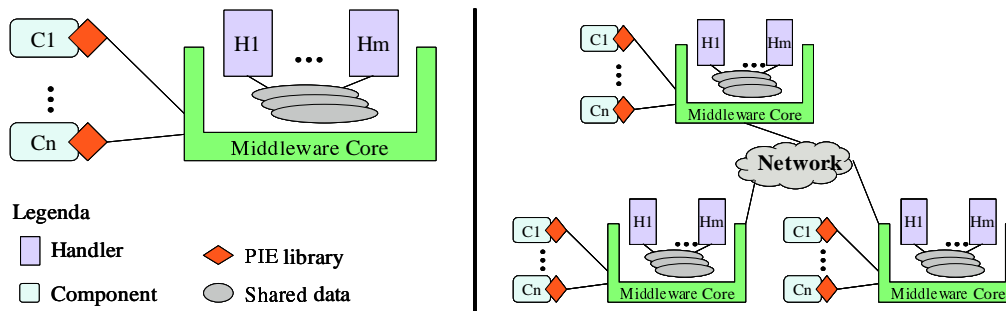 C1
H1
Hm
...
Cn
Middleware Core
Legenda
Handler
PIE library
Component
Shared data
C1
H1
Hm
...
Cn
Middleware Core
Network
C1
H1
Hm
...
Cn
Middleware Core
C1
H1
Hm
...
Cn
Middleware Core